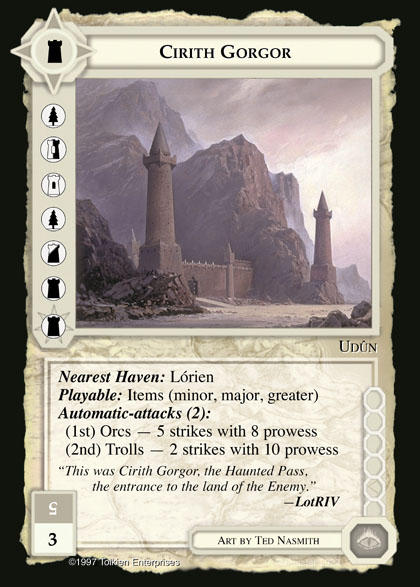 CIRITH GORGOR
UDÛN
Nearest Haven: Lórien
Playable: Items (minor, major, greater)
Automatic-attacks (2):
(1st) Orcs — 5 strikes with 8 prowess
(2nd) Trolls — 2 strikes with 10 prowess
“This was Cirith Gorgor, the Haunted Pass,
the entrance to the land of the Enemy.”
—LotRIV
5
3
ART BY TED NASMITH
©1997 Tolkien Enterprises